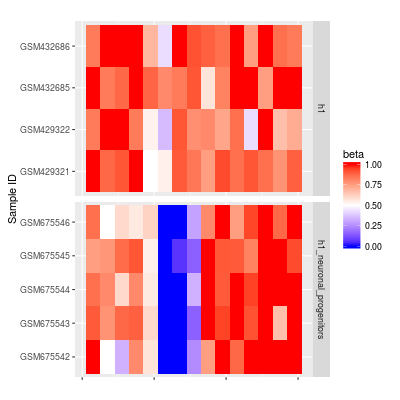 Sample ID
GSM432686
GSM432685
GSM429322
GSM429321
h1
GSM675546
GSM675545
GSM675544
GSM675543
GSM675542
h1_neuronal_progenitors
beta
1.00
0.75
0.50
0.25
0.00